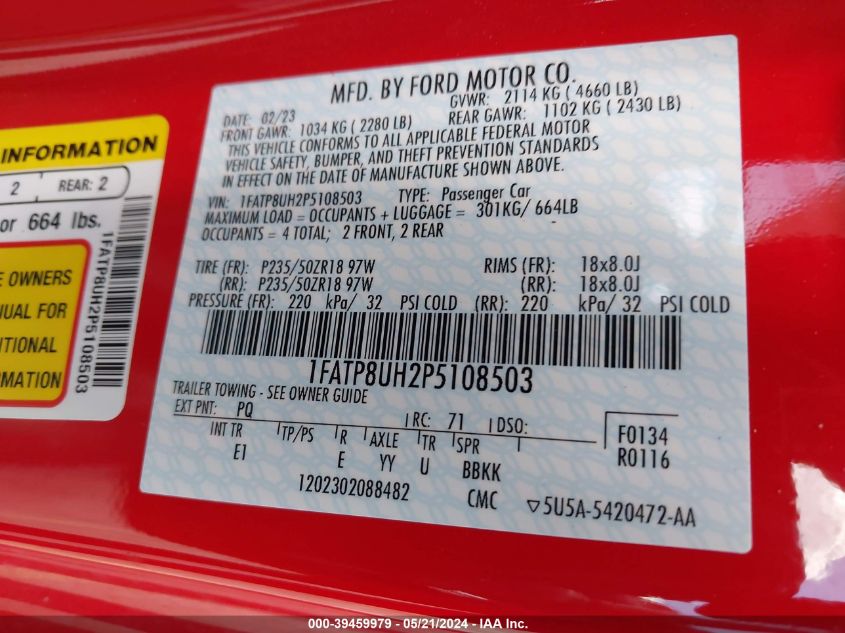 INFORMATION
2 REAR: 2
or 664 lbs.
E OWNERS
UAL FOR
ITIONAL
TION
1FATP8UH2P5108503
MFD. BY FORD MOTOR CO.
DATE: 02/23 GVWR: 2114 KG ( 4660 LB)
FRONT GAWR: 1034 KG ( 2280 LB) REAR GAWR: 1102 KG ( 2430 LB)
THIS VEHICLE CONFORMS TO ALL APPLICABLE FEDERAL MOTOR
VEHICLE SAFETY, BUMPER, AND THEFT PREVENTION STANDARDS
IN EFFECT ON THE DATE OF MANUFACTURE SHOWN ABOVE.
VIN: 1FATP8UH2P5108503 TYPE: Passenger Car
MAXIMUM LOAD = OCCUPANTS + LUGGAGE = 301KG/ 664LB
OCCUPANTS = 4 TOTAL; 2 FRONT, 2 REAR
TIRE (FR): P235/50ZR18 97W RIMS (FR): 18x8.0J
(RR): P235/50ZR18 97W (RR): 18x8.0J
PRESSURE (FR): 220 kPa/ 32 PSI COLD (RR): 220 kPa/ 32 PSI COLD
1FATP8UH2P5108503
TRAILER TOWING - SEE OWNER GUIDE
EXT PNT: PQ RC: 71 DSO: F0134
INT TR TP/PS R AXLE TR SPR R0116
E1 E YY U BBKK
1202302088482 CMC ▽5U5A-5420472-AA
000-39459979 - 05/21/2024 - IAAI, Inc.